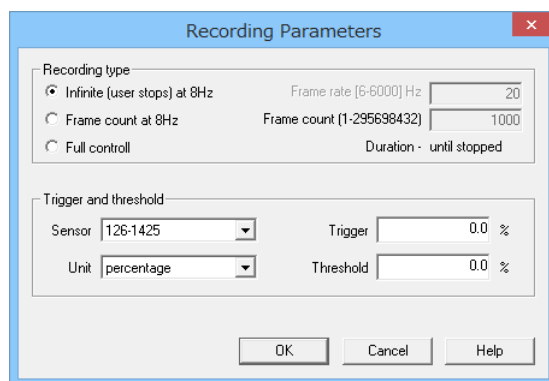 Recording Parameters
Recording type
Infinite (user stops) at 8Hz
Frame rate [6-6000] Hz 20
Frame count at 8Hz
Frame count (1-295698432) 1000
Full controll
Duration - until stopped
Trigger and threshold
Sensor 126-1425
Trigger 0.0 %
Unit percentage
Threshold 0.0 %
OK Cancel Help